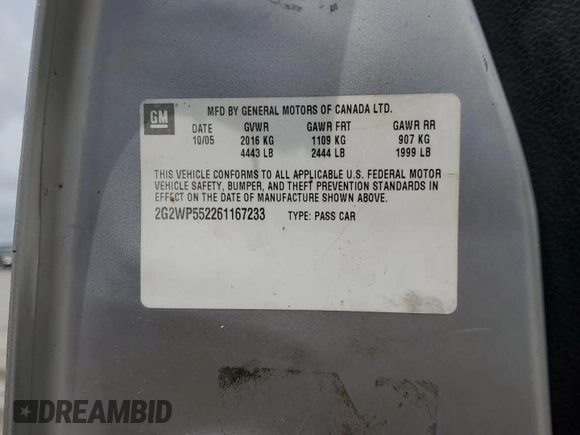 GM
MFD BY GENERAL MOTORS OF CANADA LTD.
DATE GVWR GAWR FRT GAWR RR
10/05 2016 KG 1109 KG 907 KG
4443 LB 2444 LB 1999 LB
THIS VEHICLE CONFORMS TO ALL APPLICABLE U.S. FEDERAL MOTOR
VEHICLE SAFETY, BUMPER, AND THEFT PREVENTION STANDARDS IN
EFFECT ON THE DATE OF MANUFACTURE SHOWN ABOVE.
2G2WP552261167233 TYPE: PASS CAR
DREAMBID